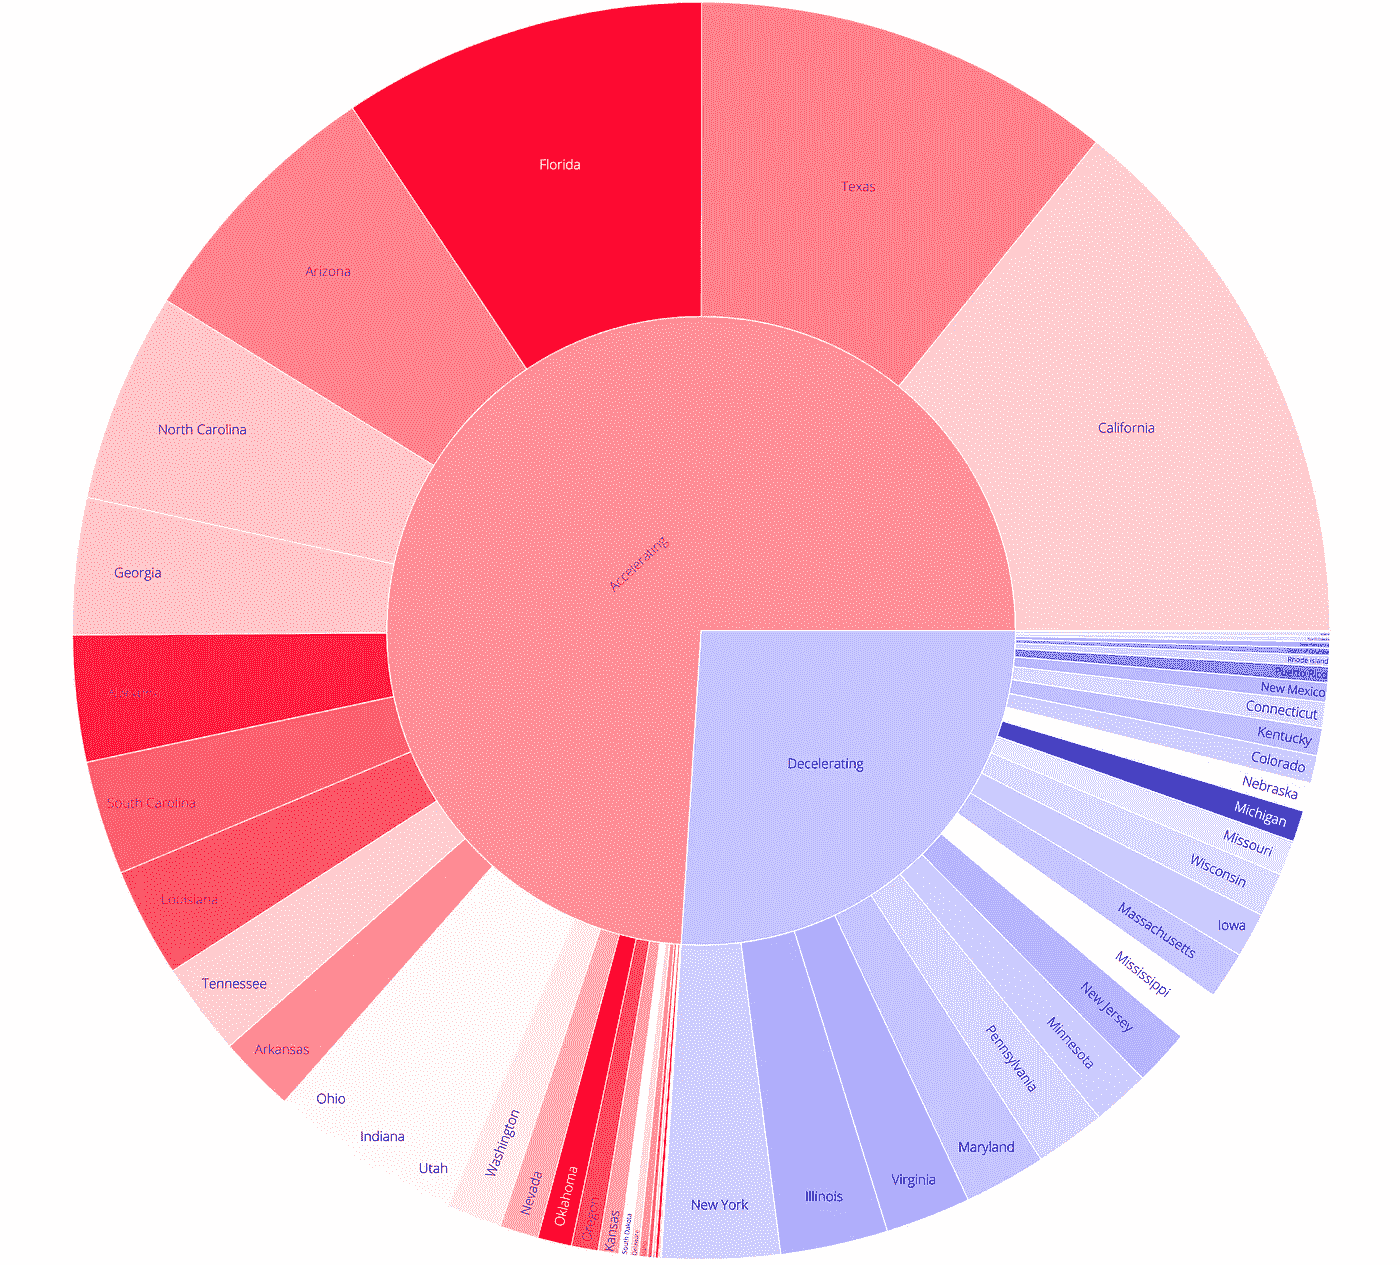 Florida
Texas
Arizona
California
North Carolina
Georgia
Accelerating
Decelerating
South Carolina
Louisiana
Tennessee
Arkansas
Ohio
Indiana
Utah
Washington
Nevada
Oklahoma
Oregon
Kansas
South Dakota
Delaware
New York
Illinois
Virginia
Maryland
Pennsylvania
Minnesota
New Jersey
Mississippi
Massachusetts
Iowa
Wisconsin
Missouri
Michigan
Nebraska
Colorado
Kentucky
Connecticut
New Mexico
Puerto Rico
Rhode Island